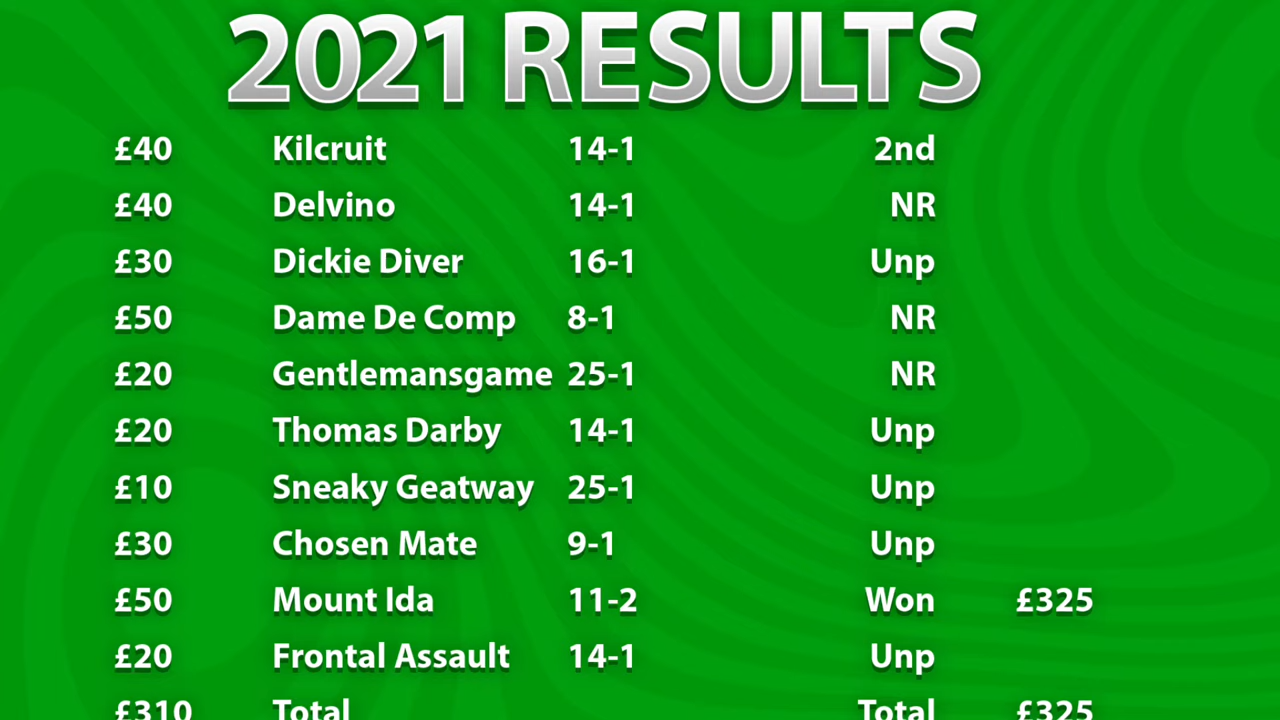 2021 RESULTS
£40 Kilcruit 14-1 2nd
£40 Delvino 14-1 NR
£30 Dickie Diver 16-1 Unp
£50 Dame De Comp 8-1 NR
£20 Gentlemansgame 25-1 NR
£20 Thomas Darby 14-1 Unp
£10 Sneaky Geatway 25-1 Unp
£30 Chosen Mate 9-1 Unp
£50 Mount Ida 11-2 Won £325
£20 Frontal Assault 14-1 Unp
£310 Total Total £325